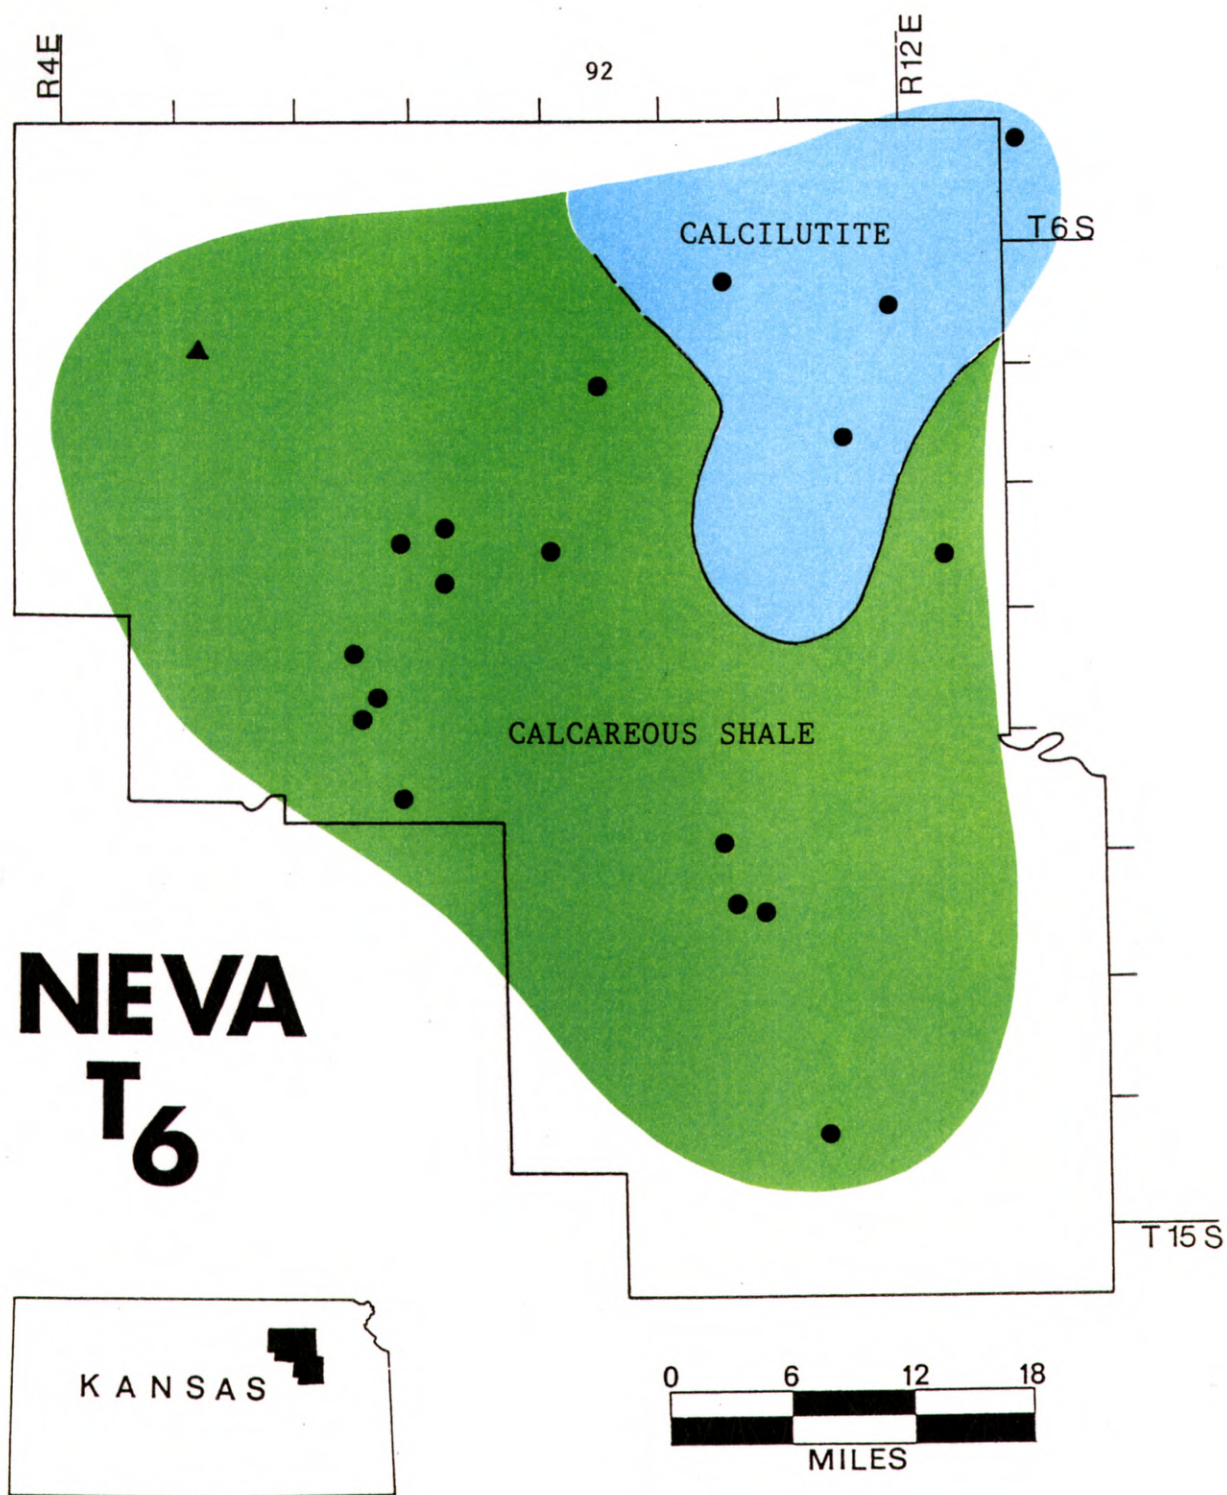 R4E
92
R12E
T6S
CALCILUTITE
CALCAREOUS SHALE
NEVA
T6
T15S
KANSAS
0 6 12 18
MILES